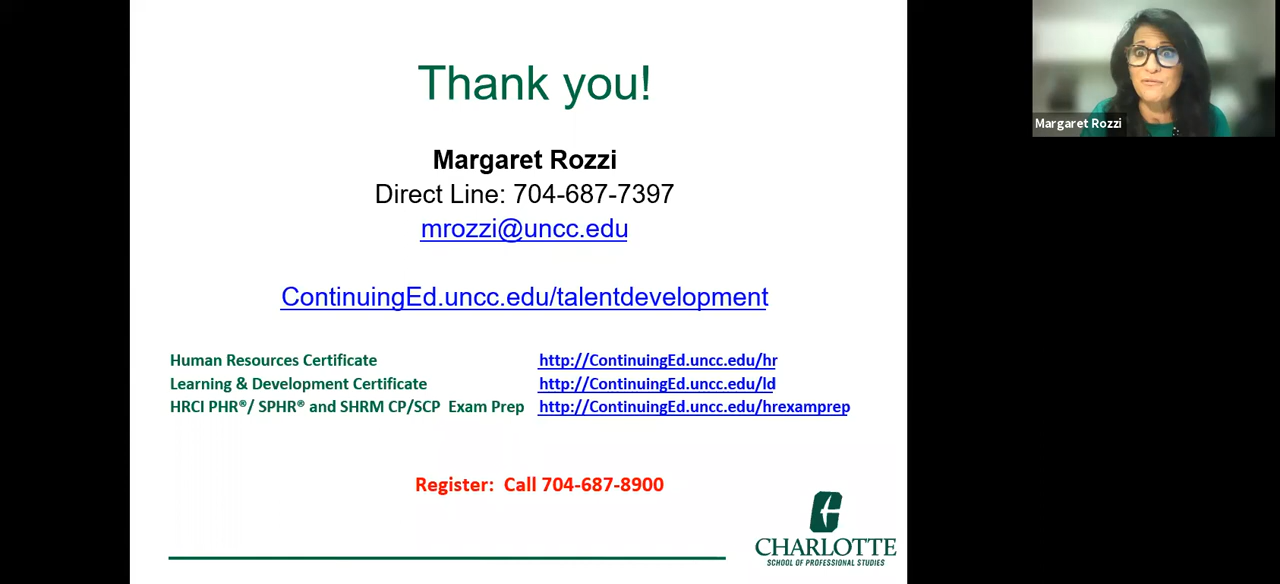 Thank you!
Margaret Rozzi
Direct Line: 704-687-7397
mrozzi@uncc.edu
ContinuingEd.uncc.edu/talentdevelopment
Human Resources Certificate http://ContinuingEd.uncc.edu/hr
Learning & Development Certificate http://ContinuingEd.uncc.edu/ld
HRCI PHR®/ SPHR® and SHRM CP/SCP Exam Prep http://ContinuingEd.uncc.edu/hrexamprep
Register: Call 704-687-8900
CHARLOTTE
SCHOOL OF PROFESSIONAL STUDIES
Margaret Rozzi